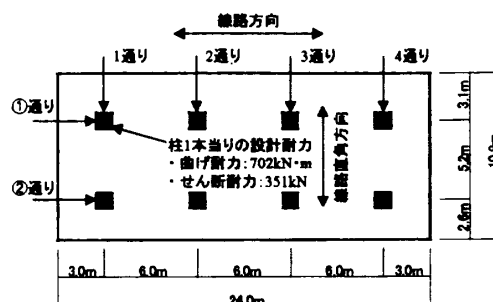 線路方向
1通り 2通り 3通り 4通り
①通り
柱1本当りの設計耐力
・曲げ耐力:702kN・m
・せん断耐力:351kN
線路直角方向
②通り
3.1m
5.2m
2.6m
3.0m 6.0m 6.0m 6.0m 3.0m
24.0m